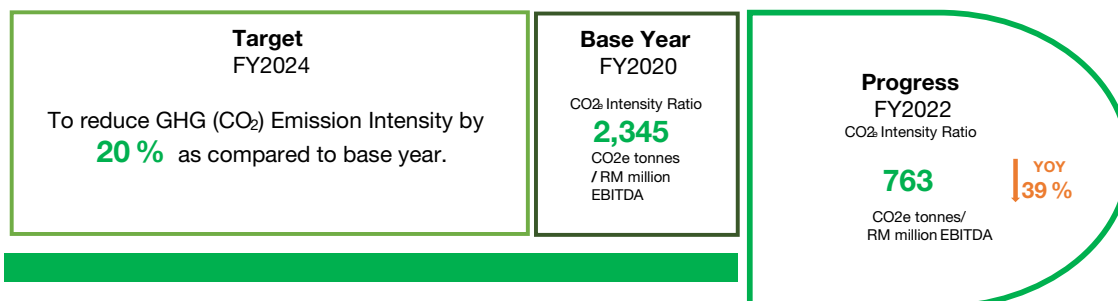 Target
FY2024
To reduce GHG (CO₂) Emission Intensity by
20 % as compared to base year.
Base Year
FY2020
CO2e Intensity Ratio
2,345
CO2e tonnes
/ RM million
EBITDA
Progress
FY2022
CO2e Intensity Ratio
763
YOY
39 %
CO2e tonnes/
RM million EBITDA